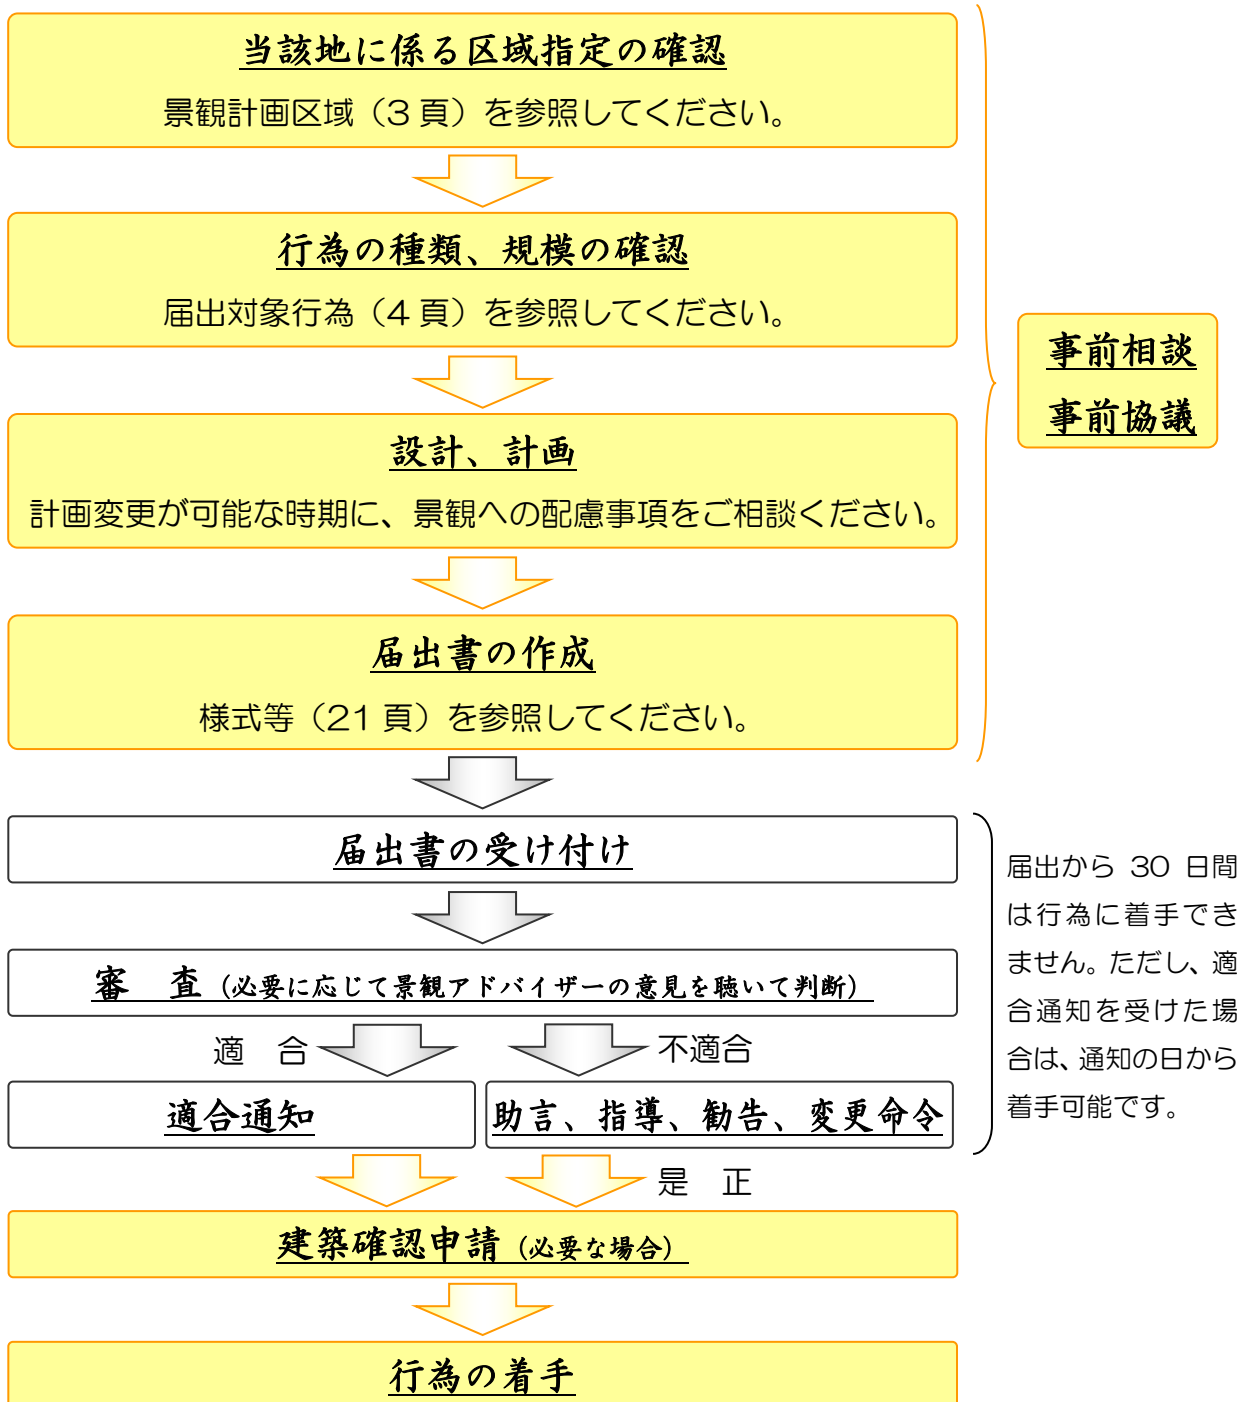 当該地に係る区域指定の確認
景観計画区域（3頁）を参照してください。
行為の種類、規模の確認
届出対象行為（4頁）を参照してください。
設計、計画
計画変更が可能な時期に、景観への配慮事項をご相談ください。
届出書の作成
様式等（21頁）を参照してください。
事前相談
事前協議
届出書の受け付け
審　査（必要に応じて景観アドバイザーの意見を聴いて判断）
適　合
不適合
適合通知
助言、指導、勧告、変更命令
是　正
届出から 30 日間
は行為に着手でき
ません。ただし、適
合通知を受けた場
合は、通知の日から
着手可能です。
建築確認申請（必要な場合）
行為の着手